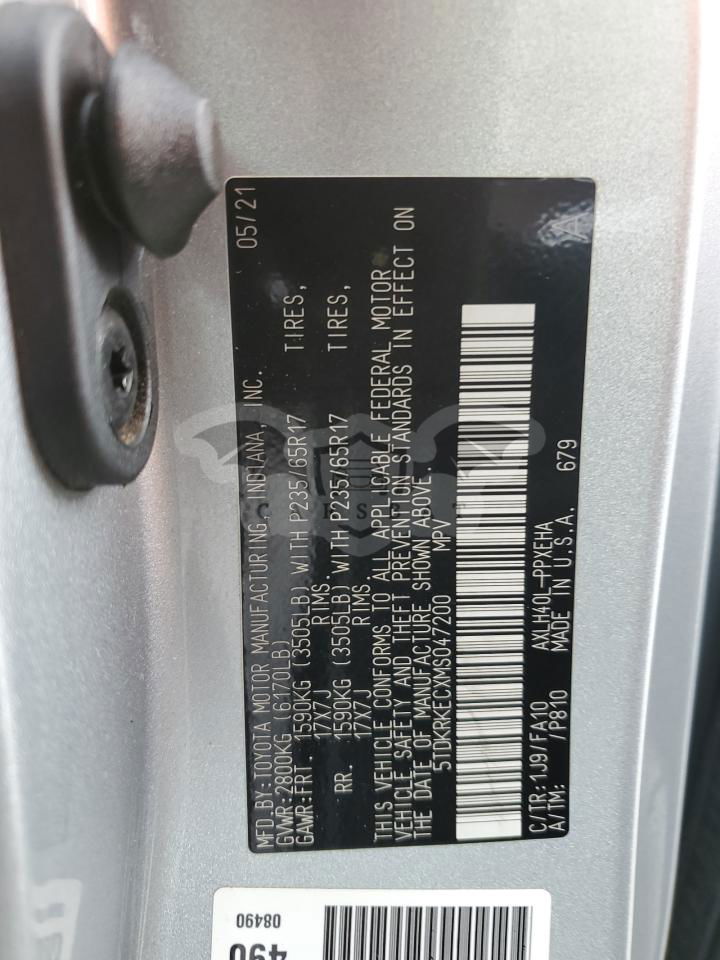 MFD.BY:TOYOTA MOTOR MANUFACTURING, INDIANA, INC. 05/21
GVWR:2800KG (6170LB)
GAWR:FRT. 1590KG (3505LB) WITH P235/65R17 TIRES,
17X7J RIMS.
RR. 1590KG (3505LB) WITH P235/65R17 TIRES,
17X7J RIMS.
THIS VEHICLE CONFORMS TO ALL APPLICABLE FEDERAL MOTOR
VEHICLE SAFETY AND THEFT PREVENTION STANDARDS IN EFFECT ON
THE DATE OF MANUFACTURE SHOWN ABOVE.
5TDKRKECXMS047200 MPV
C/TR:1J9/FA10 AXLH40L-PPXEHA 679
A/TM: /P810 MADE IN U.S.A.
08490
490